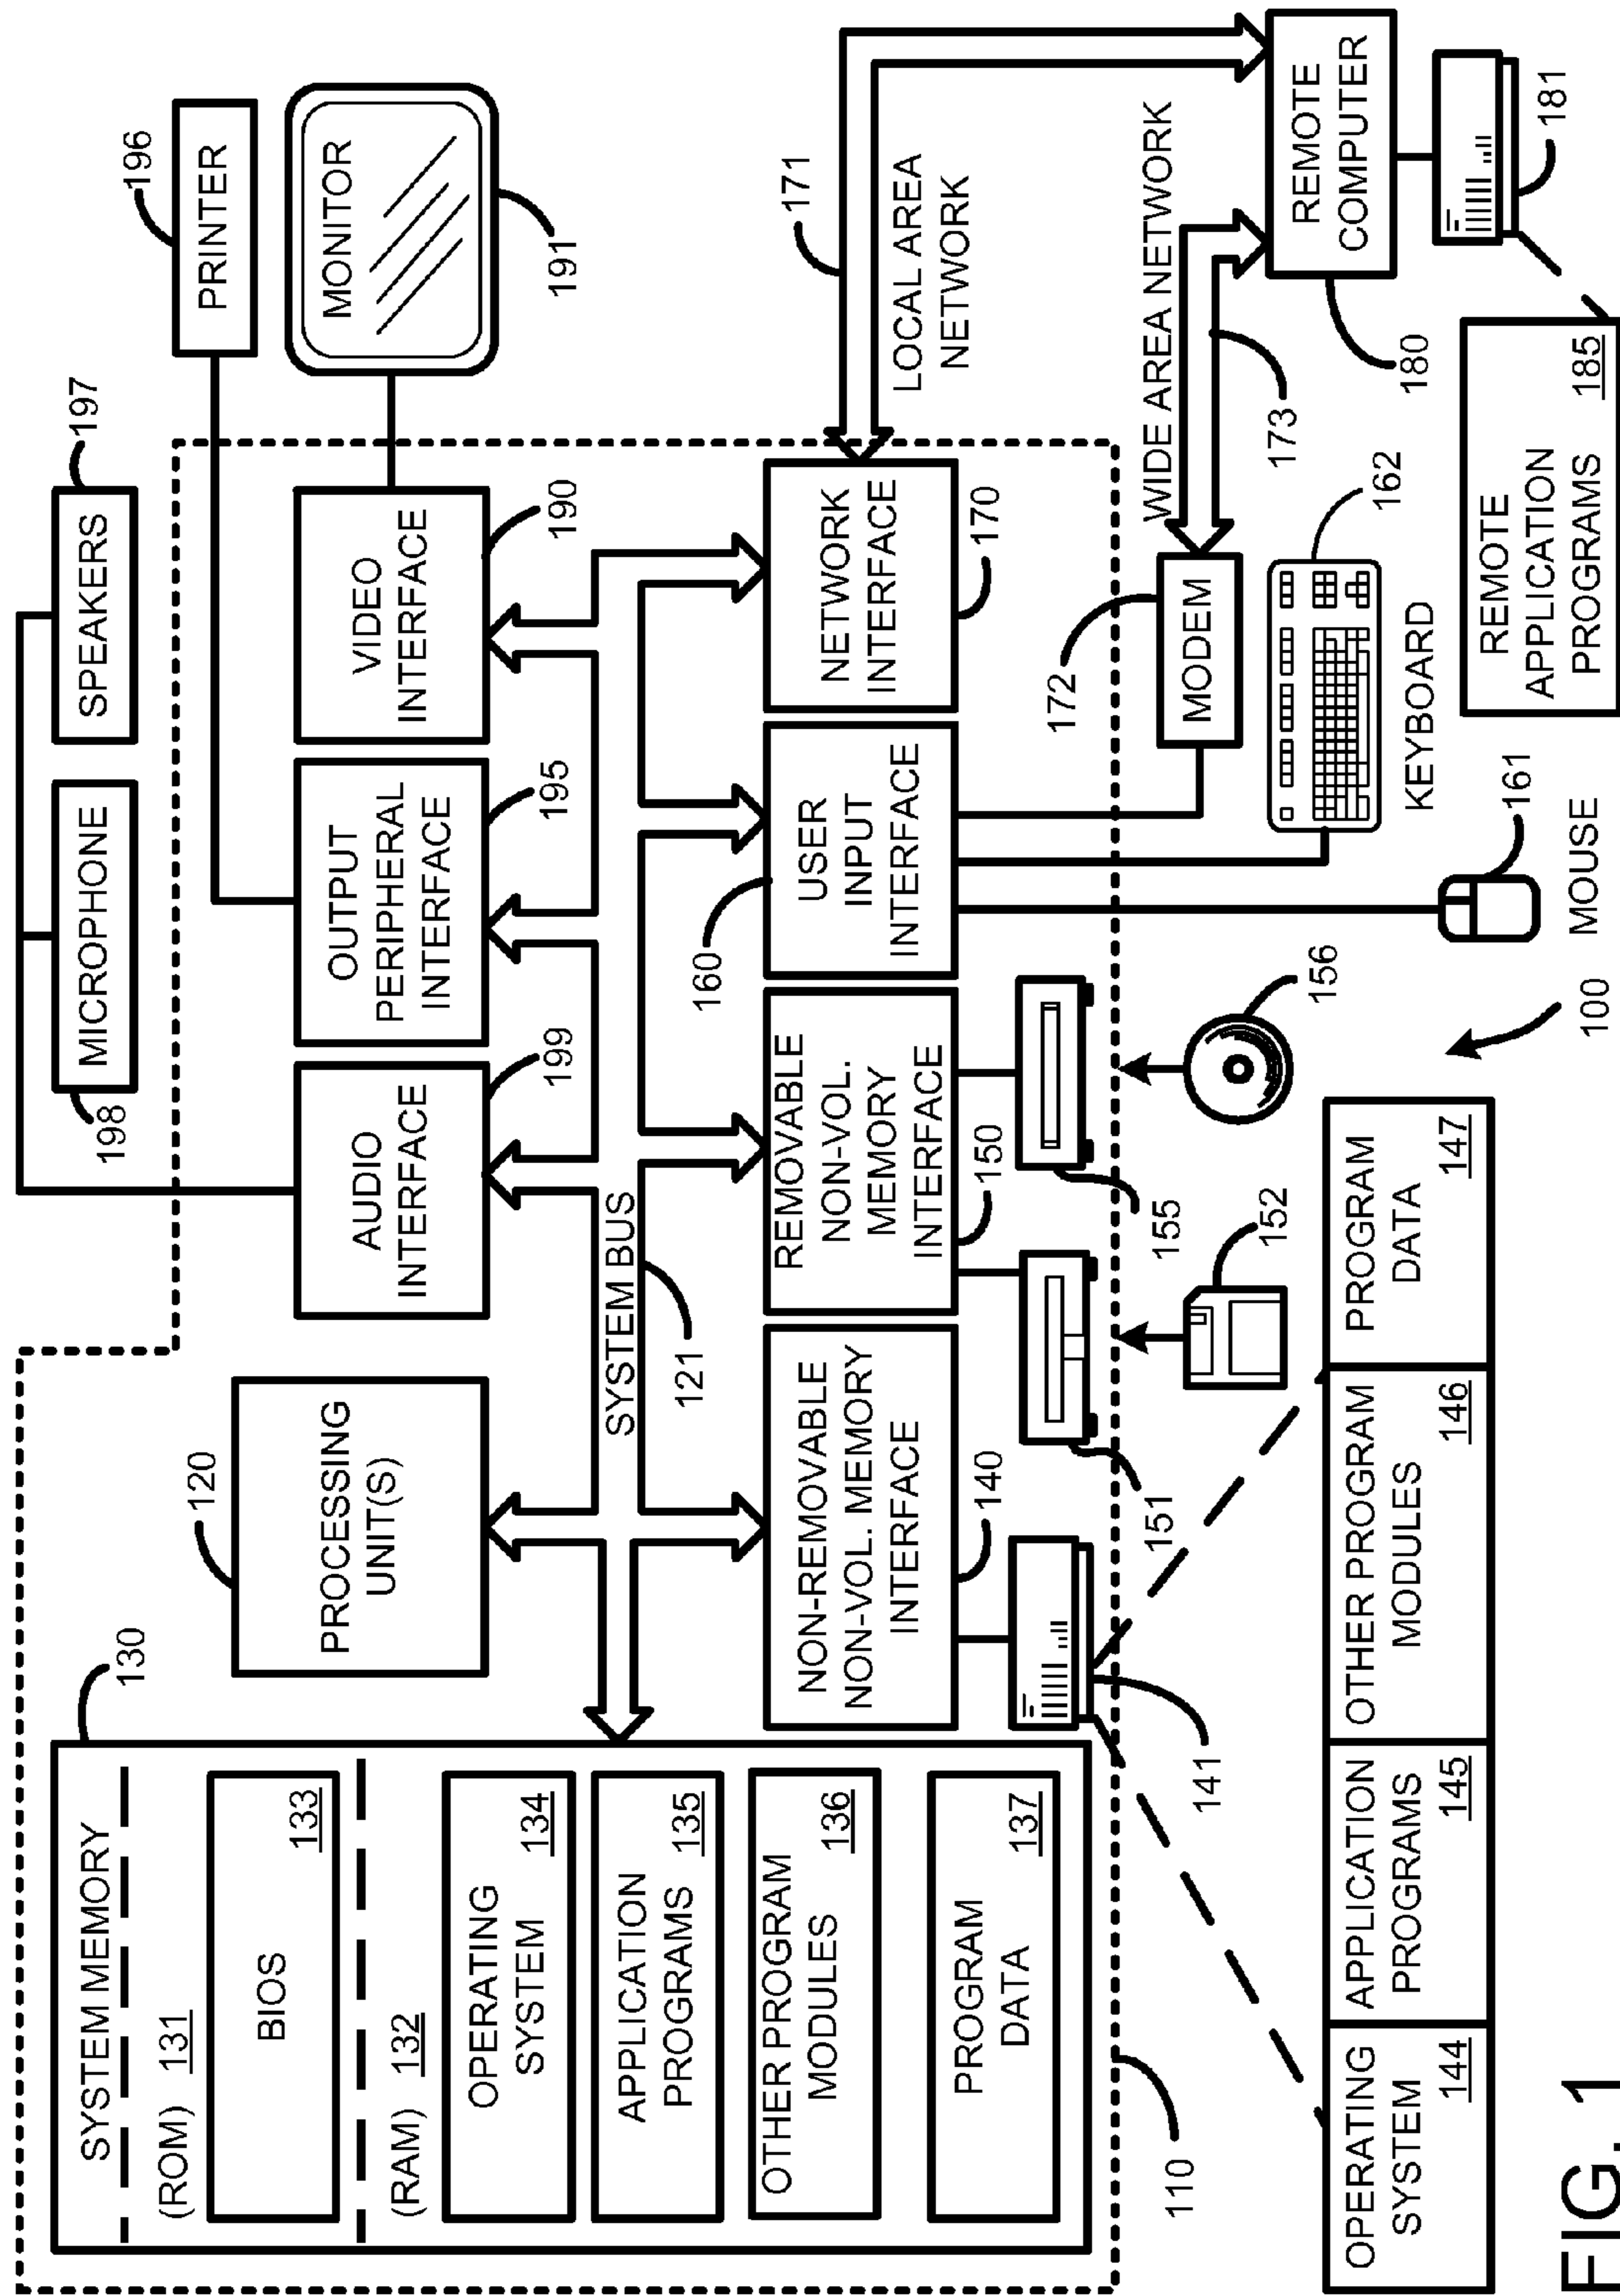 SYSTEM MEMORY
(ROM) 131
BIOS
133
(RAM) 132
OPERATING
SYSTEM
134
APPLICATION
PROGRAMS
135
OTHER PROGRAM
MODULES
136
PROGRAM
DATA
137
130
110
120
PROCESSING
UNIT(S)
SYSTEM BUS
121
198
MICROPHONE
SPEAKERS
197
196
PRINTER
MONITOR
191
AUDIO
INTERFACE
199
OUTPUT
PERIPHERAL
INTERFACE
195
VIDEO
INTERFACE
190
NON-REMOVABLE
NON-VOL. MEMORY
INTERFACE
140
REMOVABLE
NON-VOL.
MEMORY
INTERFACE
150
160
USER
INPUT
INTERFACE
NETWORK
INTERFACE
170
171
LOCAL AREA
NETWORK
WIDE AREA NETWORK
173
172
MODEM
141
151
152
155
156
162
KEYBOARD
161
MOUSE
REMOTE
COMPUTER
180
181
REMOTE
APPLICATION
PROGRAMS
185
OPERATING
SYSTEM
144
APPLICATION
PROGRAMS
145
OTHER PROGRAM
MODULES
146
PROGRAM
DATA
147
100
FIG. 1